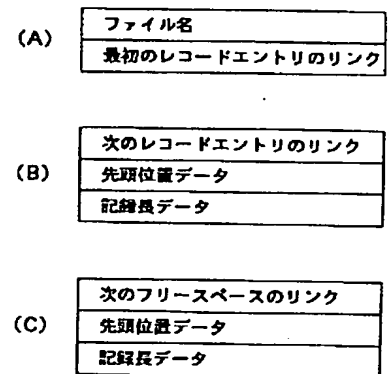 (A)
ファイル名
最初のレコードエントリのリンク
(B)
次のレコードエントリのリンク
先頭位置データ
記録長データ
(C)
次のフリースペースのリンク
先頭位置データ
記録長データ